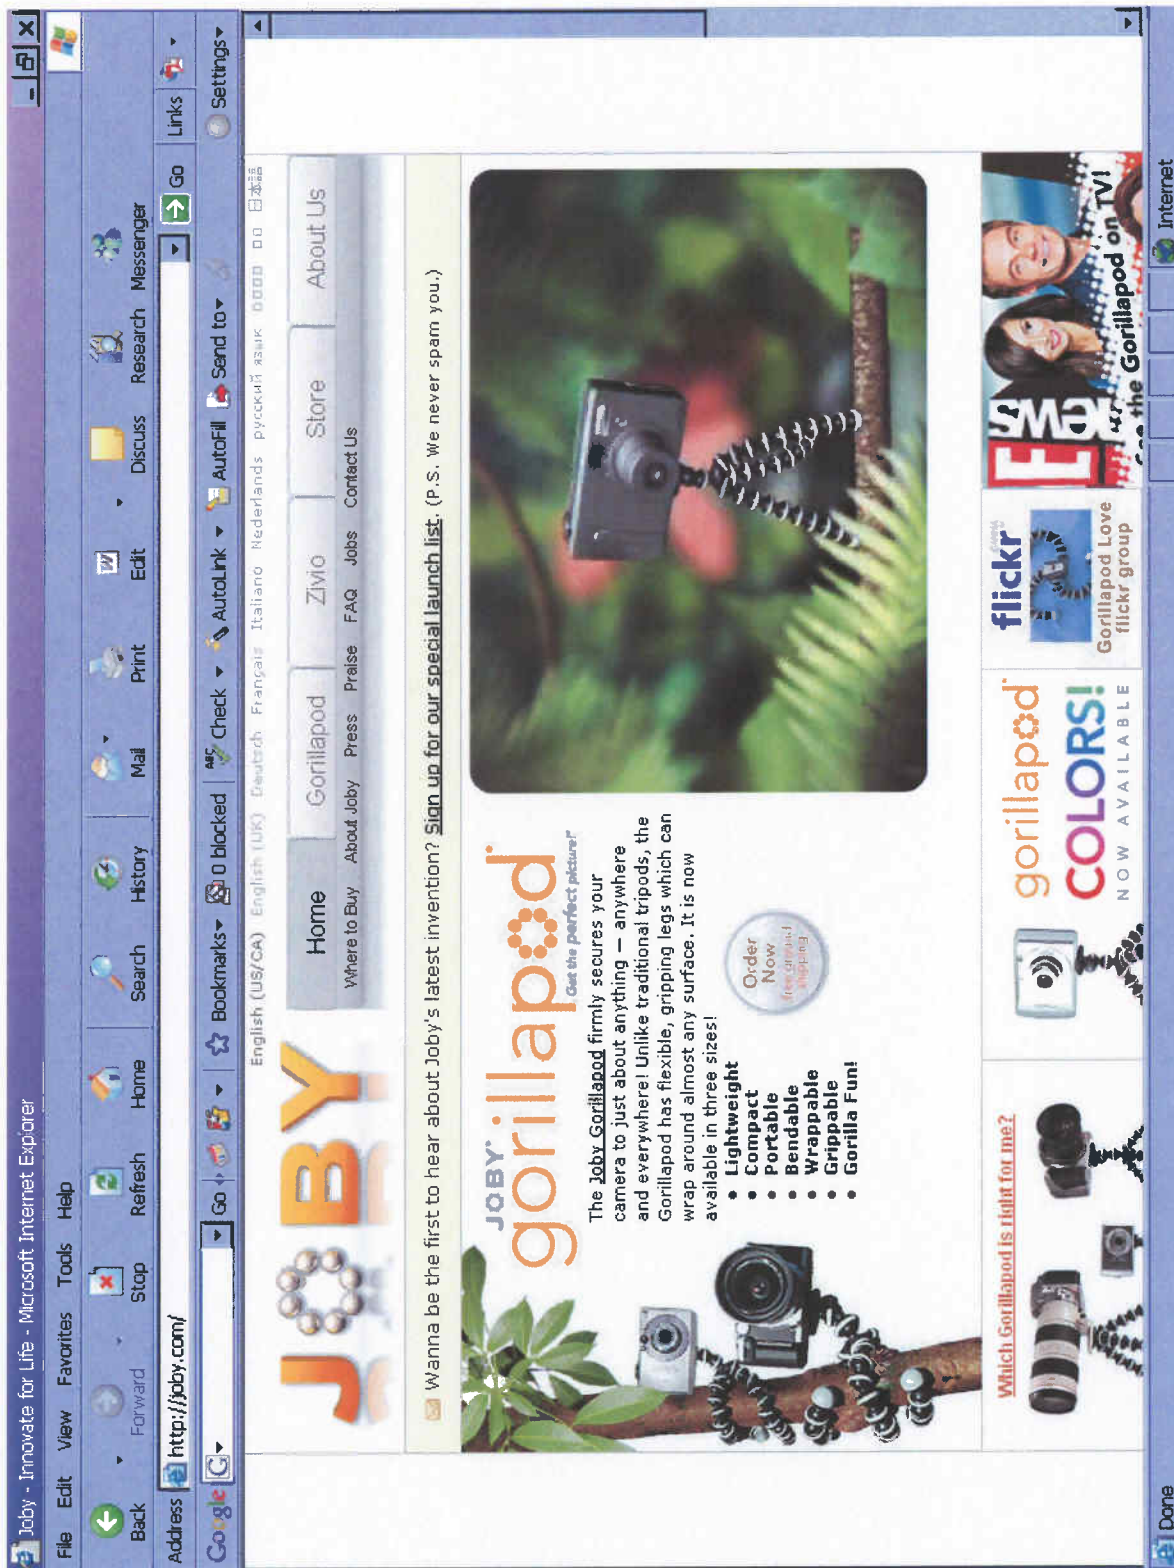 Joby - Innovate for Life - Microsoft Internet Explorer
File Edit View Favorites Tools Help
Back Forward Stop Refresh Home Search History Mail Print Edit Discuss Research Messenger
Address http://joby.com/ Go Links
Google G Go Bookmarks 0 blocked ABC Check AutoLink AutoFill Send to Settings
English (US/CA) English (UK) Deutsch Français Italiano Nederlands русский язык 日本語
JOBY
Home Gorillapod Zivio Store About Us
Where to Buy About Joby Press Praise FAQ Jobs Contact Us
Wanna be the first to hear about Joby's latest invention? Sign up for our special launch list. (P.S. We never spam you.)
JOBY
gorillapod
Get the perfect picture
The Joby Gorillapod firmly secures your
camera to just about anything — anywhere
and everywhere! Unlike traditional tripods, the
Gorillapod has flexible, gripping legs which can
wrap around almost any surface. It is now
available in three sizes!
• Lightweight
• Compact
• Portable
• Bendable
• Wrappable
• Grippable
• Gorilla Fun!
Order
Now
free ground
shipping
Which Gorillapod is right for me?
gorillapod
COLORS!
NOW AVAILABLE
flickr
Gorillapod Love
flickr group
E! NEWS
see the Gorillapod on TV!
Done Internet